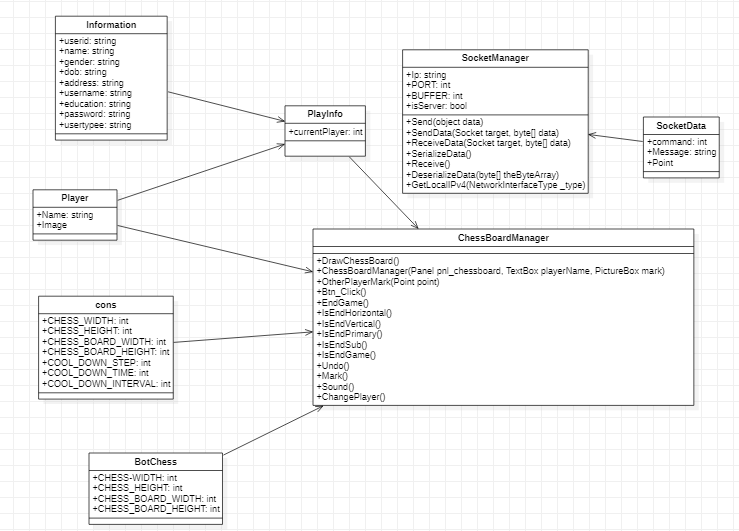 Information
+userid: string
+name: string
+gender: string
+dob: string
+address: string
+username: string
+education: string
+password: string
+usertypee: string
SocketManager
+Ip: string
+PORT: int
+BUFFER: int
+isServer: bool
+Send(object data)
+SendData(Socket target, byte[] data)
+ReceiveData(Socket target, byte[] data)
+SerializeData()
+Receive()
+DeserializeData(byte[] theByteArray)
+GetLocalIPv4(NetworkInterfaceType _type)
PlayInfo
+currentPlayer: int
SocketData
+command: int
+Message: string
+Point
Player
+Name: string
+Image
ChessBoardManager
+DrawChessBoard()
+ChessBoardManager(Panel pnl_chessboard, TextBox playerName, PictureBox mark)
+OtherPlayerMark(Point point)
+Btn_Click()
+EndGame()
+IsEndHorizontal()
+IsEndVertical()
+IsEndPrimary()
+IsEndSub()
+IsEndGame()
+Undo()
+Mark()
+Sound()
+ChangePlayer()
cons
+CHESS_WIDTH: int
+CHESS_HEIGHT: int
+CHESS_BOARD_WIDTH: int
+CHESS_BOARD_HEIGHT: int
+COOL_DOWN_STEP: int
+COOL_DOWN_TIME: int
+COOL_DOWN_INTERVAL: int
BotChess
+CHESS-WIDTH: int
+CHESS_HEIGHT: int
+CHESS_BOARD_WIDTH: int
+CHESS_BOARD_HEIGHT: int